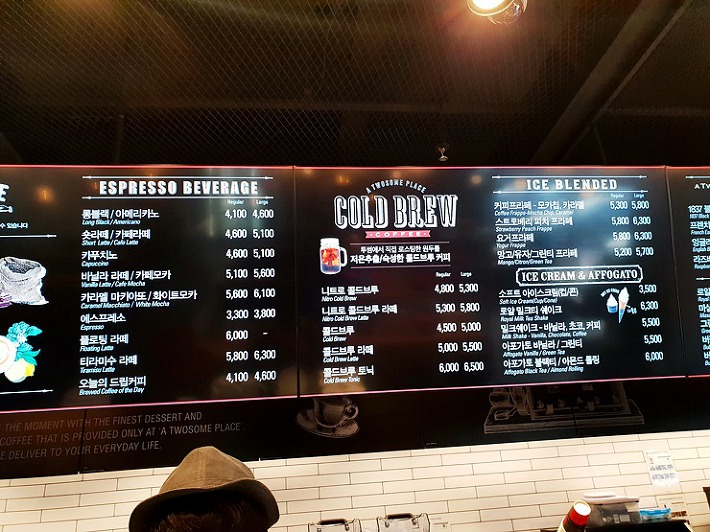 ESPRESSO BEVERAGE
Regular Large
롱블랙 / 아메리카노 4,100 4,600
Long Black / Americano
숏라떼 / 카페라떼 4,600 5,100
Short Latte / Cafe Latte
카푸치노 4,600 5,100
Capuccino
바닐라 라떼 / 카페모카 5,100 5,600
Vanilla Latte / Cafe Mocha
카라멜 마키아또 / 화이트모카 5,600 6,100
Caramel Macchiato / White Mocha
에스프레소 3,300 3,800
Espresso
플로팅 라떼 6,000 -
Floating Latte
티라미수 라떼 5,800 6,300
Tiramisu Latte
오늘의 드립커피 4,100 4,600
Brewed Coffee of the Day
A TWOSOME PLACE
COLD BREW
COFFEE
투썸에서 직접 로스팅한 원두를
저온추출/숙성한 콜드브루 커피
Regular Large
니트로 콜드브루 4,800 5,300
Nitro Cold Brew
니트로 콜드브루 라떼 5,300 5,800
Nitro Cold Brew Latte
콜드브루 4,500 5,000
Cold Brew
콜드브루 라떼 5,000 5,500
Cold Brew Latte
콜드브루 토닉 6,000 6,500
Cold Brew Tonic
ICE BLENDED
Regular Large
커피프라페 - 모카칩, 카라멜 5,300 5,800
Coffee Frappe-Mocha Chip, Caramel
스트로베리 피치 프라페 5,800 6,300
Strawberry Peach Frappe
요거프라페 5,800 6,300
Yogur Frappe
망고/유자/그린티 프라페 5,200 5,700
Mango/Citron/Green Tea
ICE CREAM & AFFOGATO
소프트 아이스크림(컵/콘) 3,500
Soft Ice Cream(Cup/Cone)
로얄 밀크티 쉐이크 6,300
Royal Milk Tea Shake
밀크쉐이크 - 바닐라, 초코, 커피 5,500
Milk Shake - Vanilla, Chocolate, Coffee
아포가토 바닐라 / 그린티 5,500
Affogato Vanilla / Green Tea
아포가토 블랙티 / 아몬드 롤링 6,000
Affogato Black Tea / Almond Rolling
1837
THE MOMENT WITH THE FINEST DESSERT AND
COFFEE THAT IS PROVIDED ONLY AT 'A TWOSOME PLACE'.
E DELIVER TO YOUR EVERYDAY LIFE.